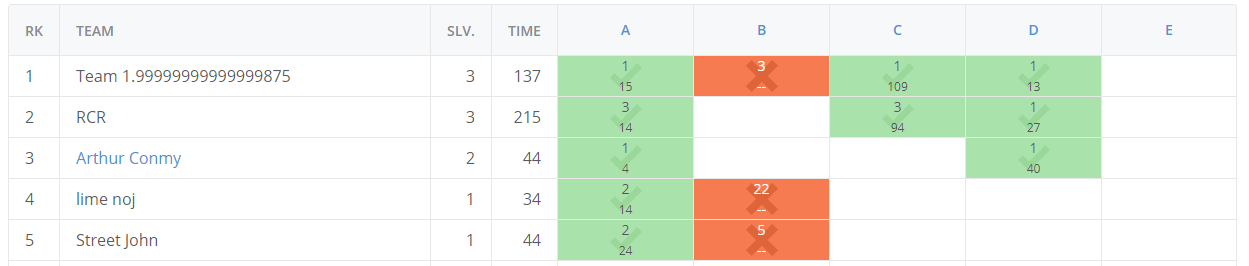 RK TEAM SLV. TIME A B C D E
1 Team 1.99999999999999875 3 137
1 3 1 1
15 -- 109 13
2 RCR 3 215
3 3 1
14 94 27
3 Arthur Conmy 2 44
1 1
4 40
4 lime noj 1 34
2 22
14 --
5 Street John 1 44
2 5
24 --